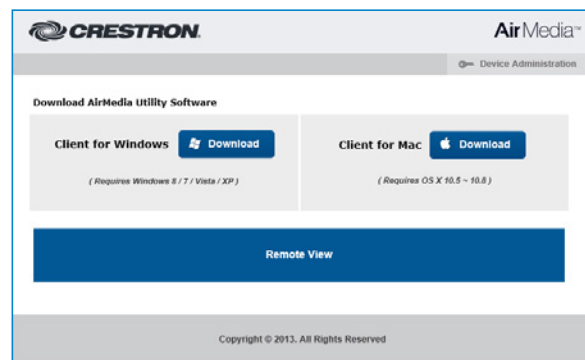 CRESTRON.
AirMedia™
Device Administration
Download AirMedia Utility Software
Client for Windows Download
( Requires Windows 8 / 7 / Vista / XP )
Client for Mac Download
( Requires OS X 10.5 ~ 10.8 )
Remote View
Copyright © 2013. All Rights Reserved